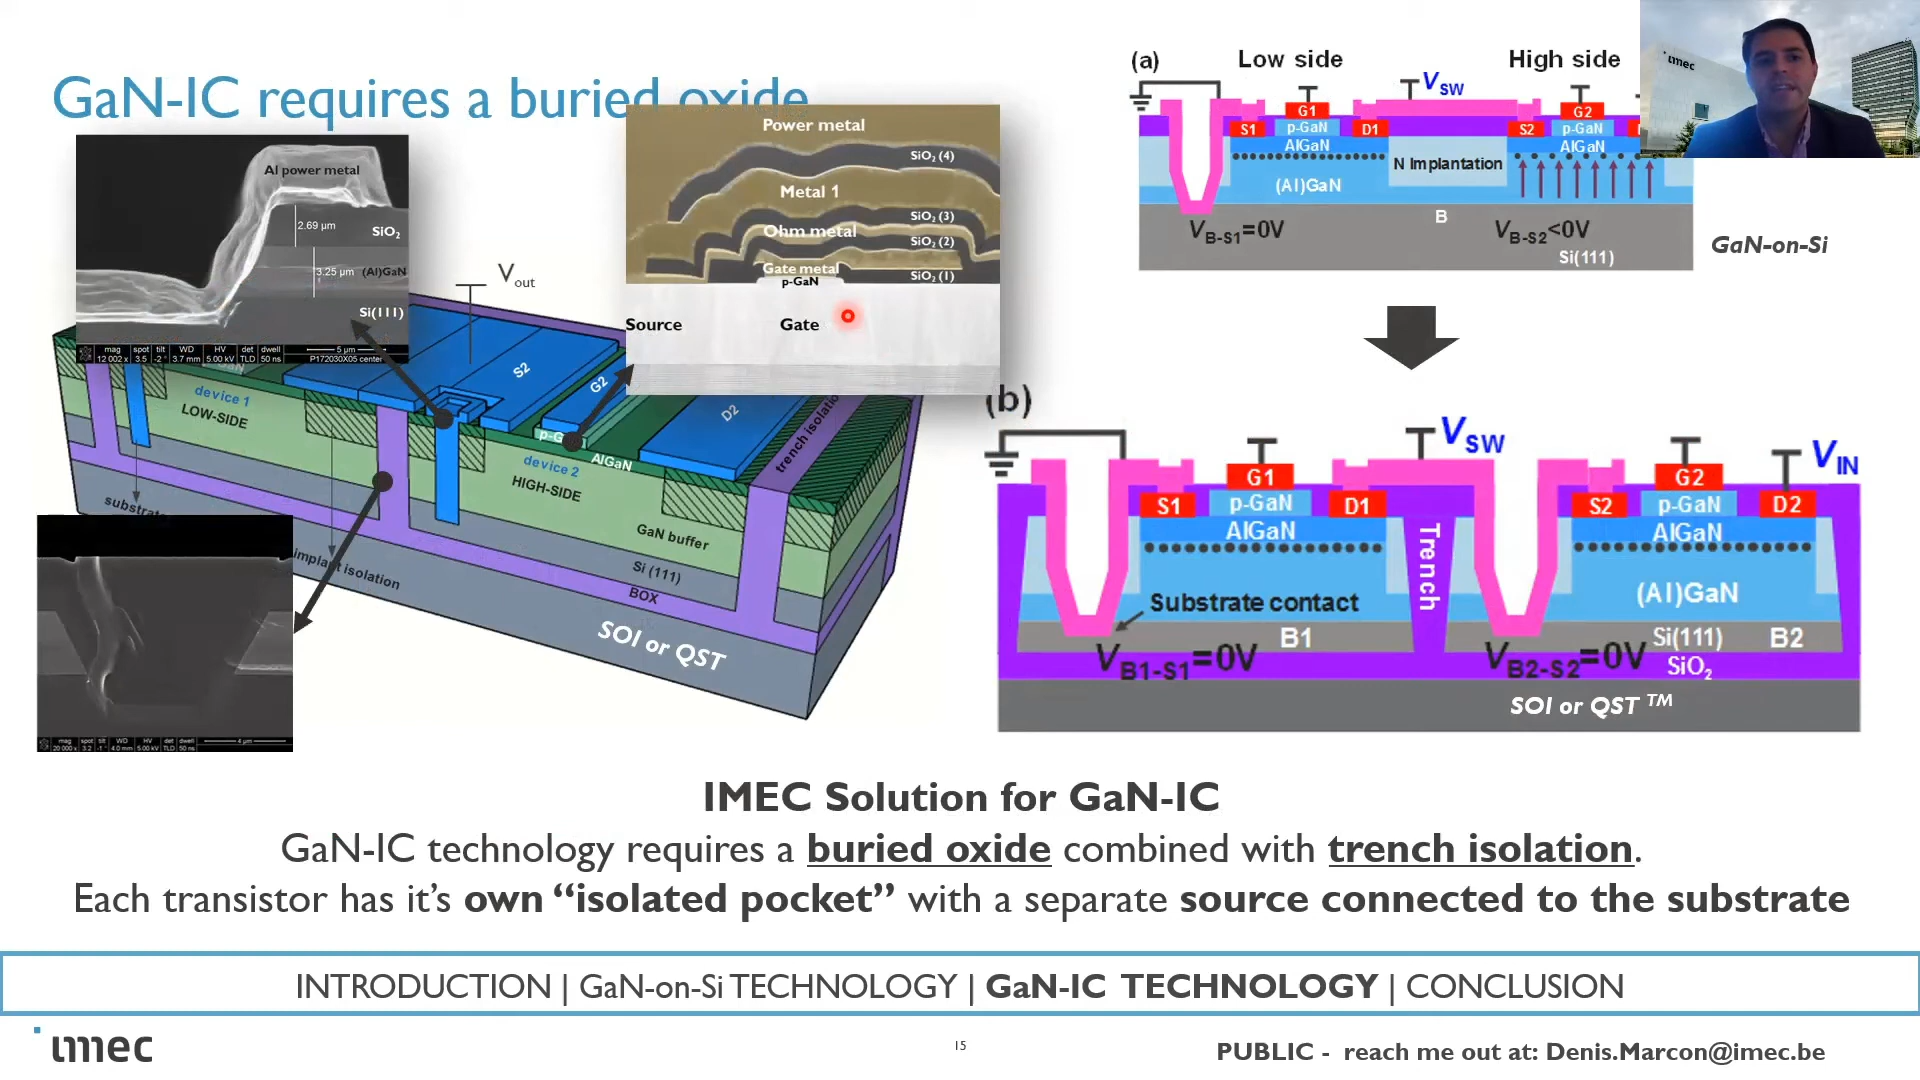 GaN-IC requires a buried oxide
Al power metal
2.69 µm
SiO2
3.25 µm
(Al)GaN
Si(111)
mag spot tilt WD HV det dwell
12 002 x 3.5 -2 ° 3.7 mm 5.00 kV TLD 50 ns
5 µm
P172030X05 center
Vout
Power metal
SiO2 (4)
Metal 1
SiO2 (3)
Ohm metal
SiO2 (2)
Gate metal
SiO2 (1)
p-GaN
Source
Gate
GaN
device 1
LOW-SIDE
S2
G2
D2
p-G
AlGaN
device 2
HIGH-SIDE
trench isolatio
substrat
implant isolation
GaN buffer
Si (111)
BOX
SOI or QST
mag spot tilt WD HV det dwell
20 000 x 3.2 -1 ° 4.0 mm 5.00 kV TLD 50 ns
4 µm
(a)
Low side
High side
VSW
S1
G1
p-GaN
D1
AlGaN
(Al)GaN
N Implantation
S2
G2
p-GaN
AlGaN
B
VB-S1=0V
VB-S2<0V
Si(111)
GaN-on-Si
imec
(b)
VSW
VIN
S1
G1
p-GaN
D1
AlGaN
Trench
S2
G2
p-GaN
D2
AlGaN
(Al)GaN
Substrate contact
B1
Si(111)
B2
VB1-S1=0V
VB2-S2=0V
SiO2
SOI or QST TM
IMEC Solution for GaN-IC
GaN-IC technology requires a buried oxide combined with trench isolation.
Each transistor has it’s own “isolated pocket” with a separate source connected to the substrate
INTRODUCTION | GaN-on-Si TECHNOLOGY | GaN-IC TECHNOLOGY | CONCLUSION
imec
15
PUBLIC - reach me out at: Denis.Marcon@imec.be